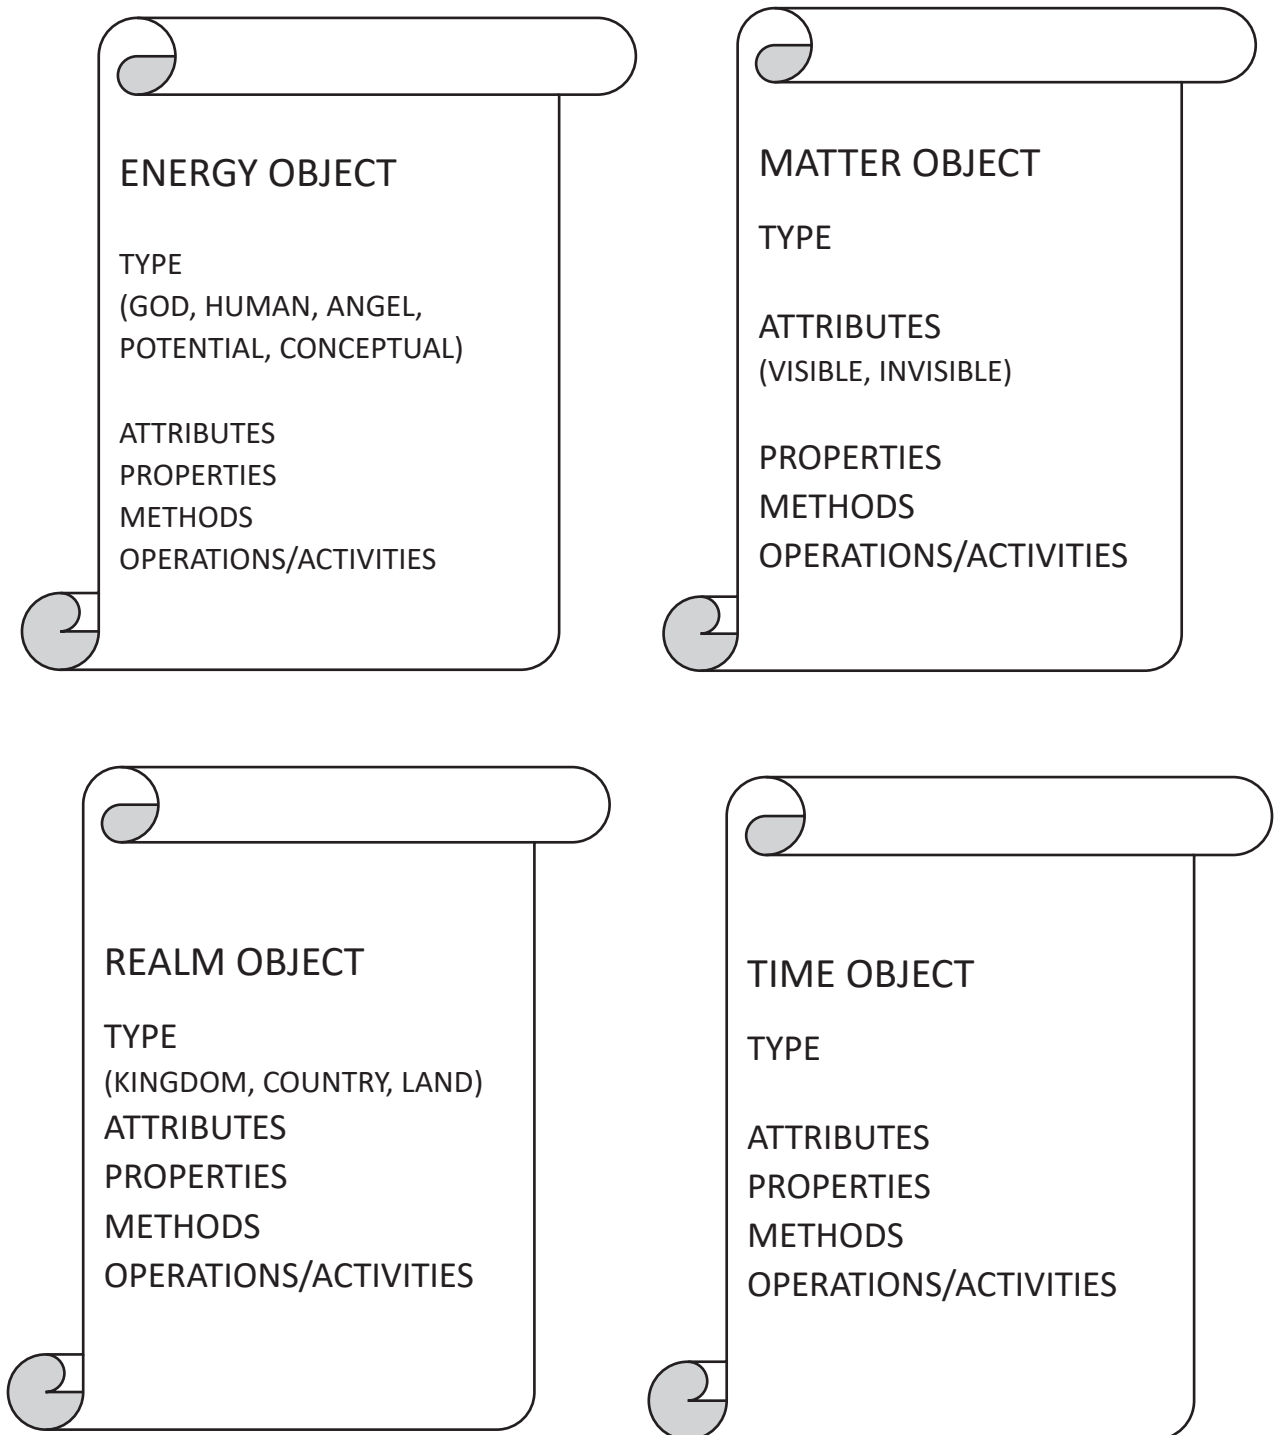 ENERGY OBJECT
TYPE
(GOD, HUMAN, ANGEL,
POTENTIAL, CONCEPTUAL)
ATTRIBUTES
PROPERTIES
METHODS
OPERATIONS/ACTIVITIES
MATTER OBJECT
TYPE
ATTRIBUTES
(VISIBLE, INVISIBLE)
PROPERTIES
METHODS
OPERATIONS/ACTIVITIES
REALM OBJECT
TYPE
(KINGDOM, COUNTRY, LAND)
ATTRIBUTES
PROPERTIES
METHODS
OPERATIONS/ACTIVITIES
TIME OBJECT
TYPE
ATTRIBUTES
PROPERTIES
METHODS
OPERATIONS/ACTIVITIES